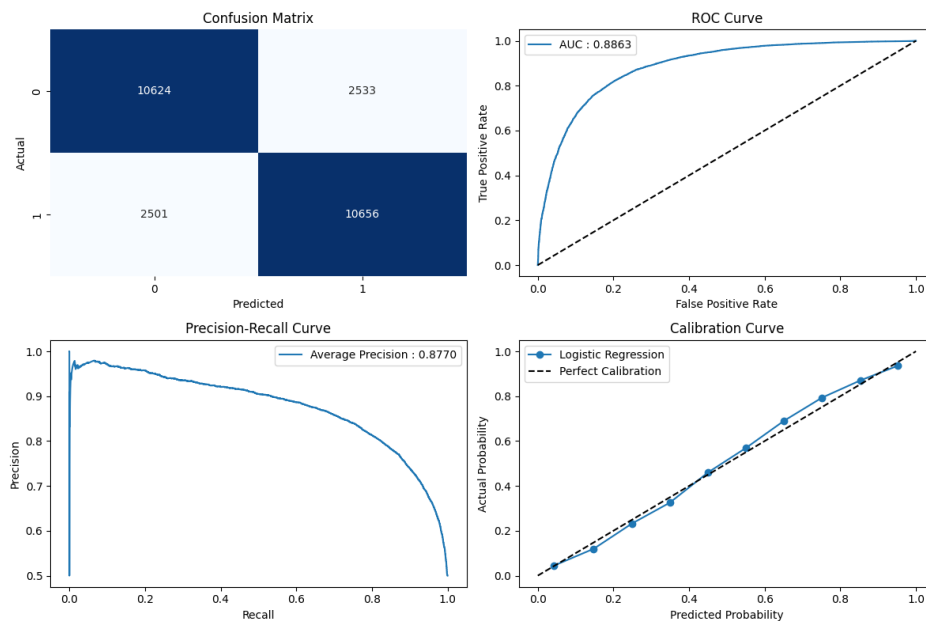 Confusion Matrix
0
1
Actual
10624
2533
2501
10656
0
1
Predicted
ROC Curve
AUC : 0.8863
1.0
0.8
0.6
0.4
0.2
0.0
True Positive Rate
0.0
0.2
0.4
0.6
0.8
1.0
False Positive Rate
Precision-Recall Curve
Average Precision : 0.8770
1.0
0.9
0.8
0.7
0.6
0.5
Precision
0.0
0.2
0.4
0.6
0.8
1.0
Recall
Calibration Curve
Logistic Regression
Perfect Calibration
1.0
0.8
0.6
0.4
0.2
0.0
Actual Probability
0.0
0.2
0.4
0.6
0.8
1.0
Predicted Probability